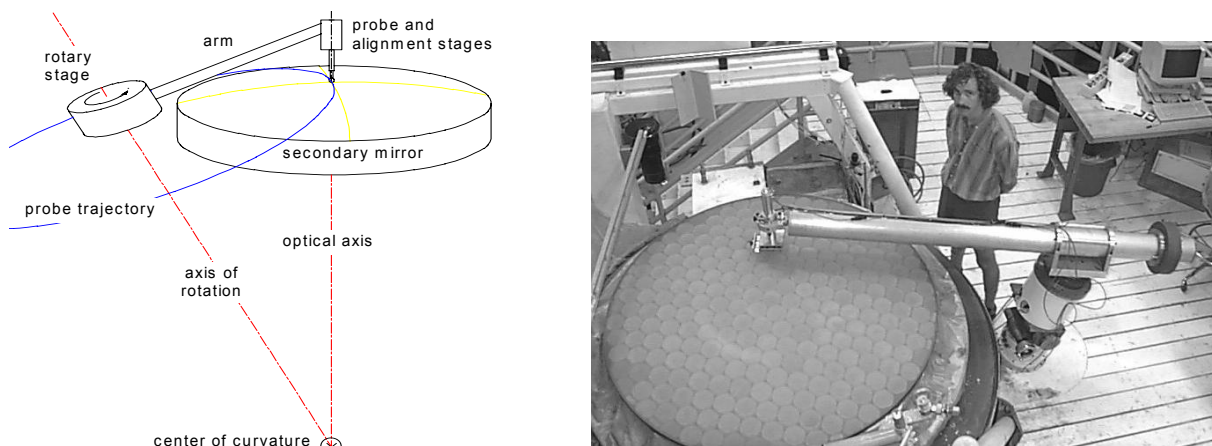 probe and
alignment stages
arm
rotary
stage
secondary mirror
probe trajectory
optical axis
axis of
rotation
center of curvature